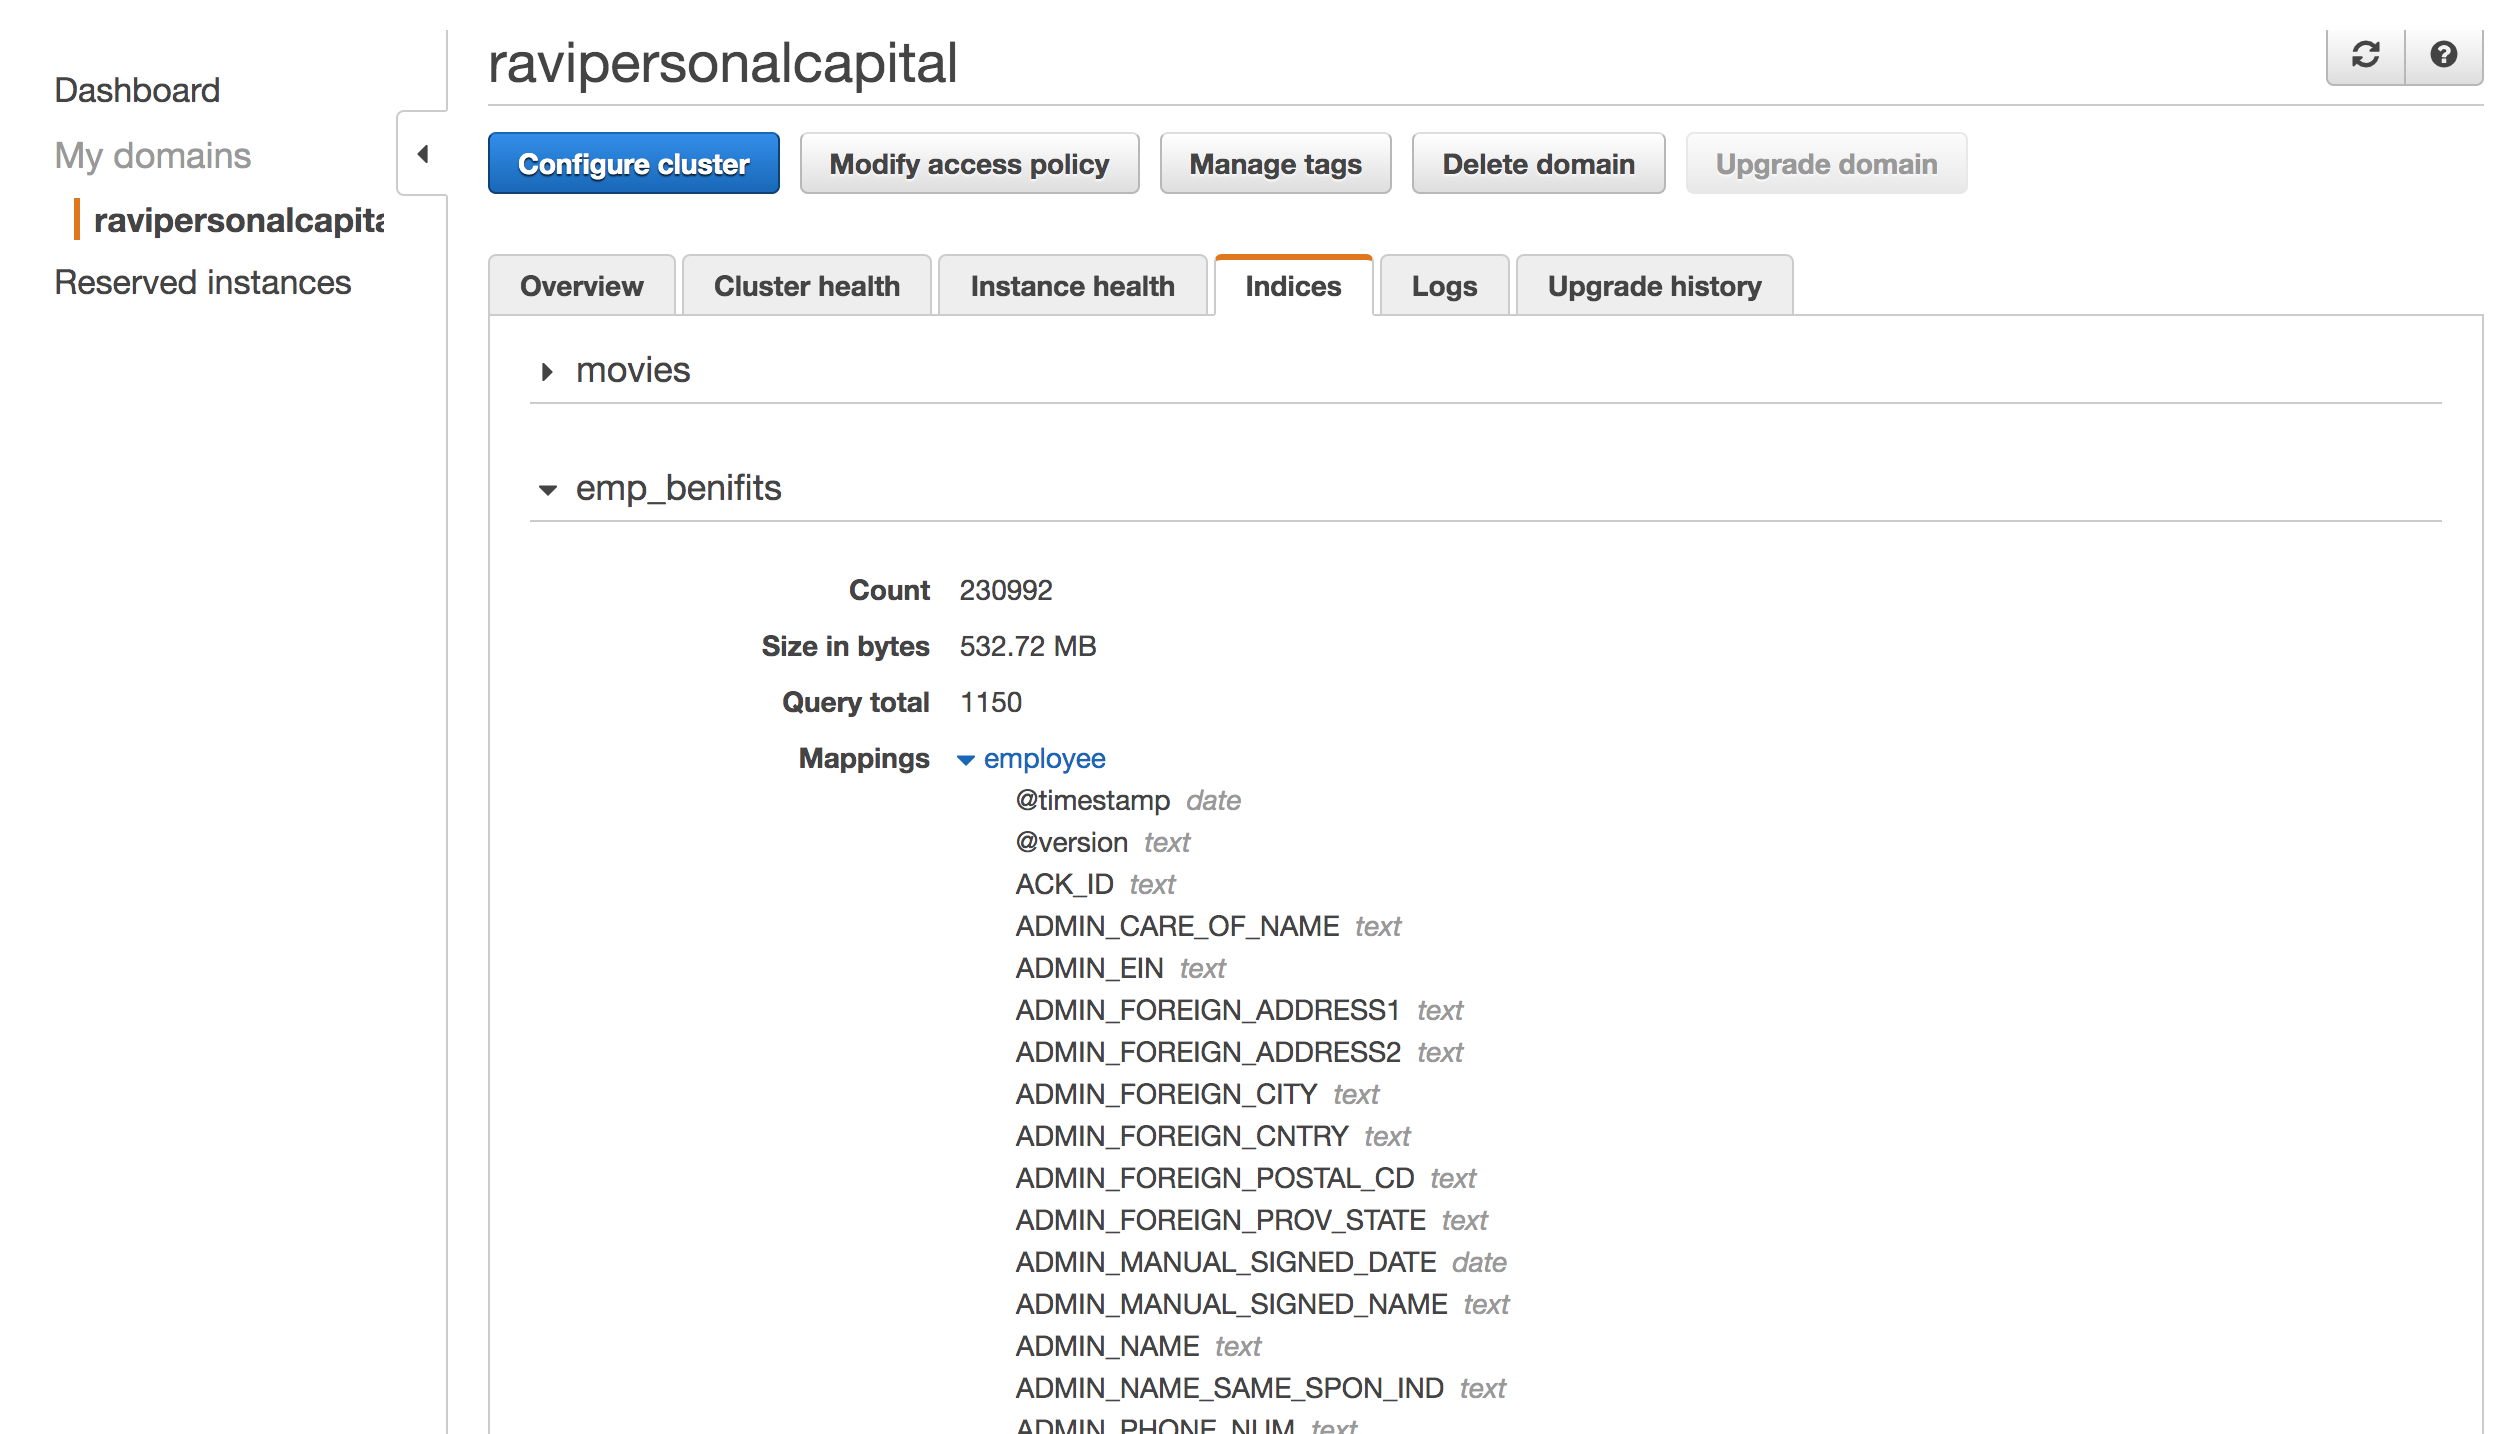 Dashboard
My domains
ravipersonalcapita
Reserved instances
ravipersonalcapital
Configure cluster Modify access policy Manage tags Delete domain Upgrade domain
Overview Cluster health Instance health Indices Logs Upgrade history
movies
emp_benifits
Count 230992
Size in bytes 532.72 MB
Query total 1150
Mappings employee
@timestamp date
@version text
ACK_ID text
ADMIN_CARE_OF_NAME text
ADMIN_EIN text
ADMIN_FOREIGN_ADDRESS1 text
ADMIN_FOREIGN_ADDRESS2 text
ADMIN_FOREIGN_CITY text
ADMIN_FOREIGN_CNTRY text
ADMIN_FOREIGN_POSTAL_CD text
ADMIN_FOREIGN_PROV_STATE text
ADMIN_MANUAL_SIGNED_DATE date
ADMIN_MANUAL_SIGNED_NAME text
ADMIN_NAME text
ADMIN_NAME_SAME_SPON_IND text
ADMIN_PHONE_NUM text